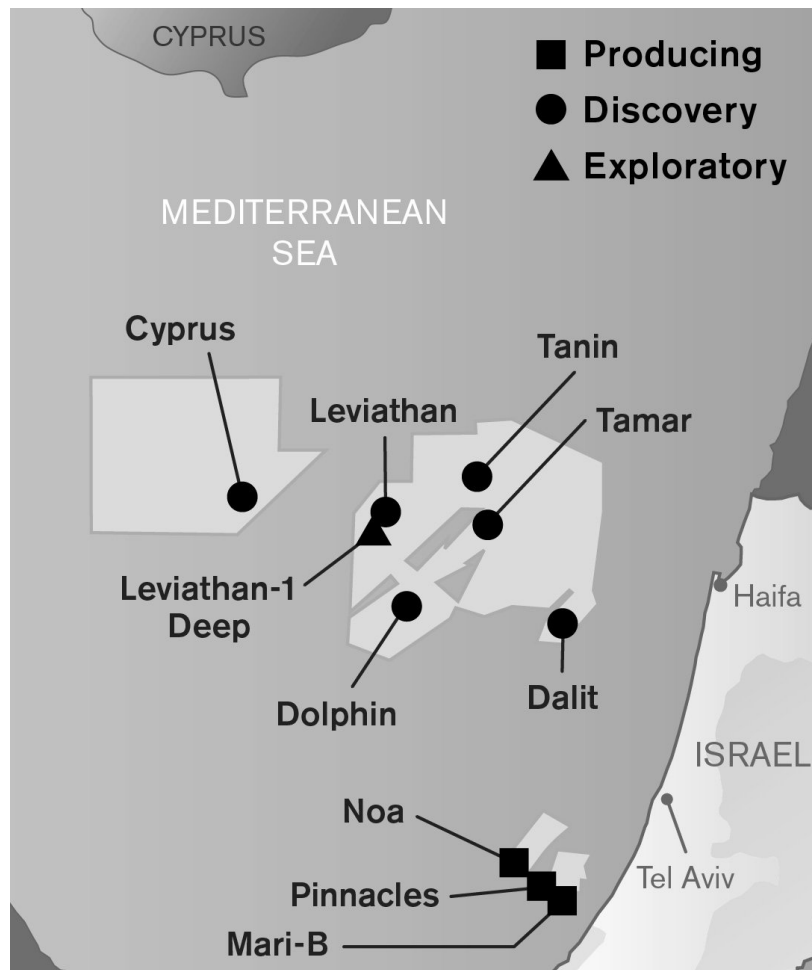 CYPRUS
Producing
Discovery
Exploratory
MEDITERRANEAN
SEA
Cyprus
Tanin
Leviathan
Tamar
Leviathan-1
Deep
Haifa
Dolphin
Dalit
ISRAEL
Noa
Tel Aviv
Pinnacles
Mari-B